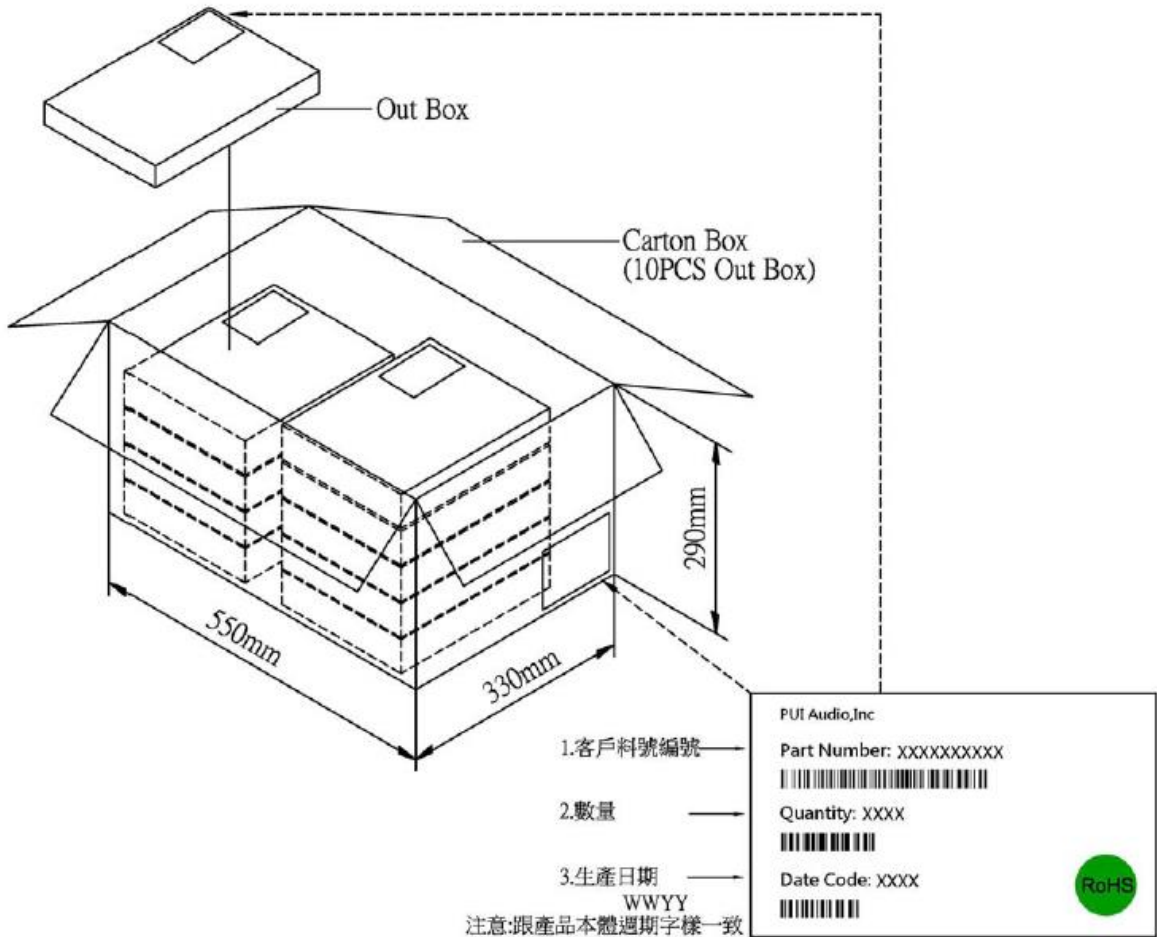 Out Box
Carton Box
(10PCS Out Box)
290mm
550mm
330mm
PUI Audio,Inc
1.客戶料號編號
Part Number: XXXXXXXXXX
2.數量
Quantity: XXXX
3.生產日期
Date Code: XXXX
WWYY
RoHS
注意:跟產品本體週期字樣一致